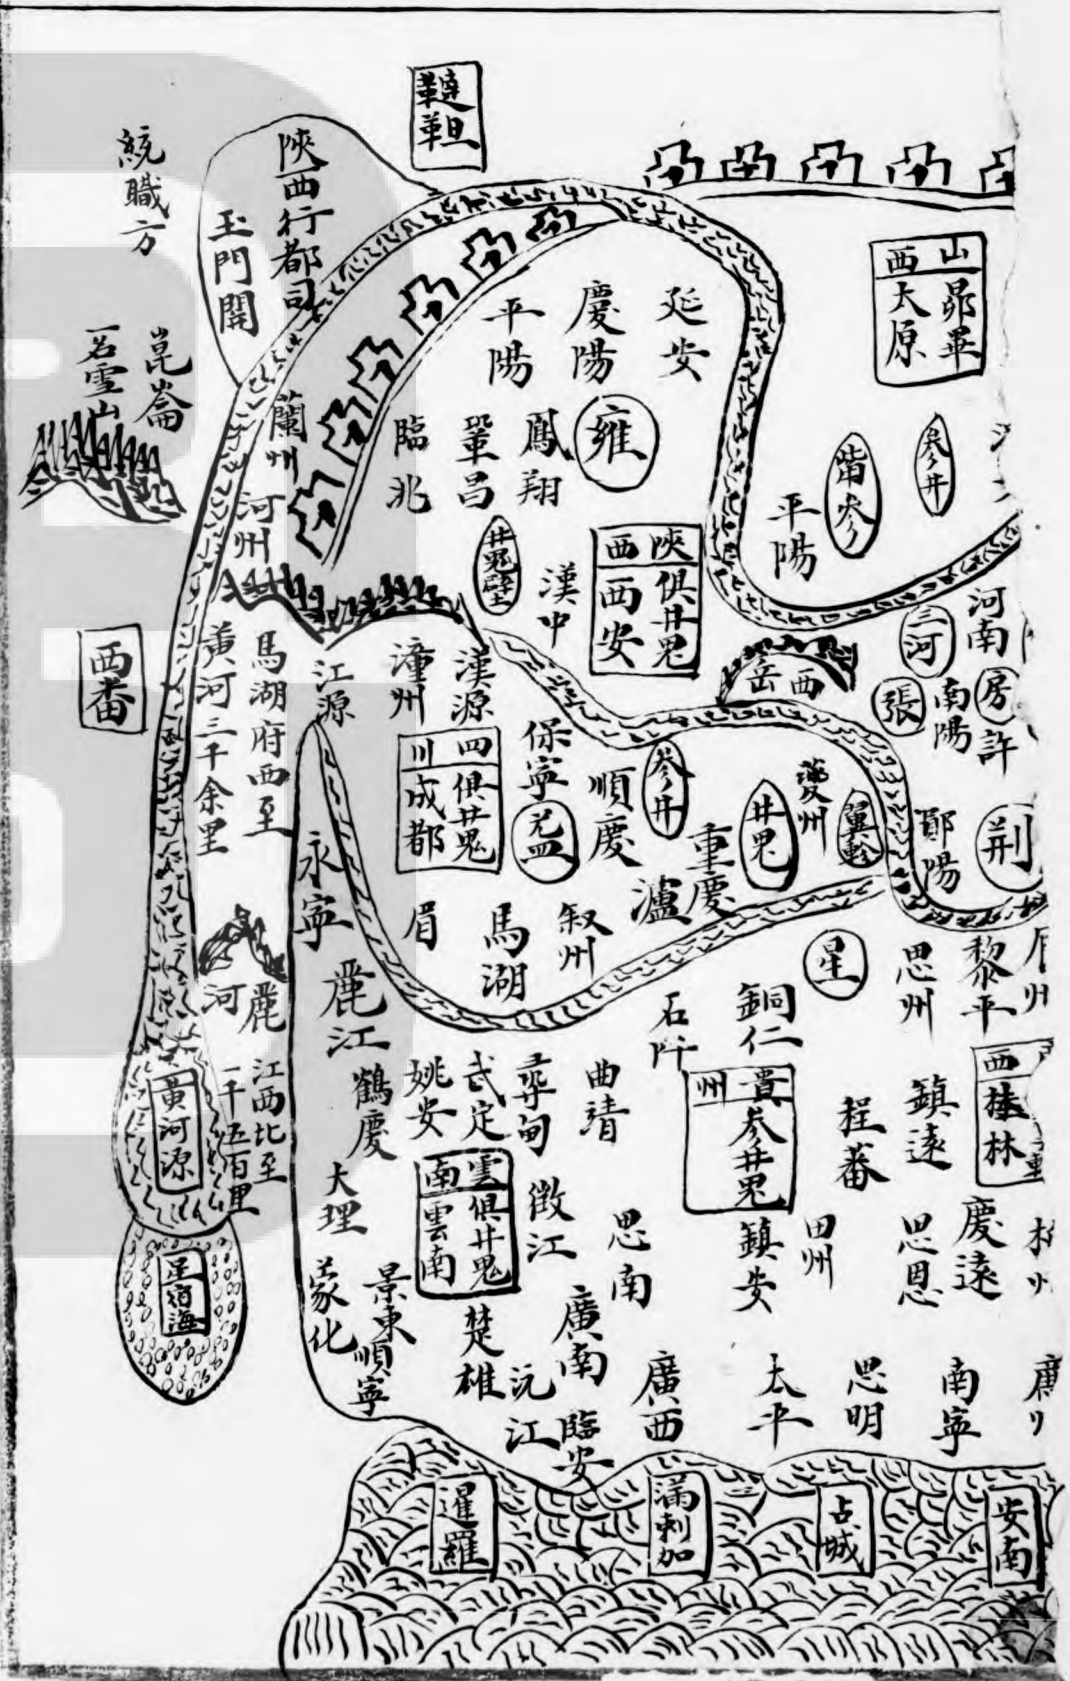 韃靼
陝西行都司
玉門開
統職方
崑崙
一名雪山
山西
昴畢
太原
延安
慶陽
平陽
雍
鳳翔
鞏昌
臨洮
蘭州
河州
參井
觜參
平陽
陝西
俱井鬼
西安
漢中
井鬼壁
河南
三河
房
許
南陽
張
西岳
西番
馬湖府西至
黃河三千余里
江源
潼州
漢源
四川
俱井鬼
成都
保寧
益
順慶
參井
重慶
瀘
井鬼
夔州
翼軫
鄖陽
荆
永寧
眉
馬湖
叙州
星
思州
黎平
麗江
麗
河
江西北至
一千五百里
黃河源
星宿海
鶴慶
姚安
武定
尋甸
曲靖
石阡
銅仁
貴州
參井鬼
程蕃
鎮遠
西
桂林
大理
雲南
俱井鬼
雲南
徵江
思南
鎮安
田州
思恩
慶遠
蒙化
景東
順寧
楚雄
沅江
廣南
臨安
廣西
太平
思明
南寧
暹羅
滿剌加
占城
安南